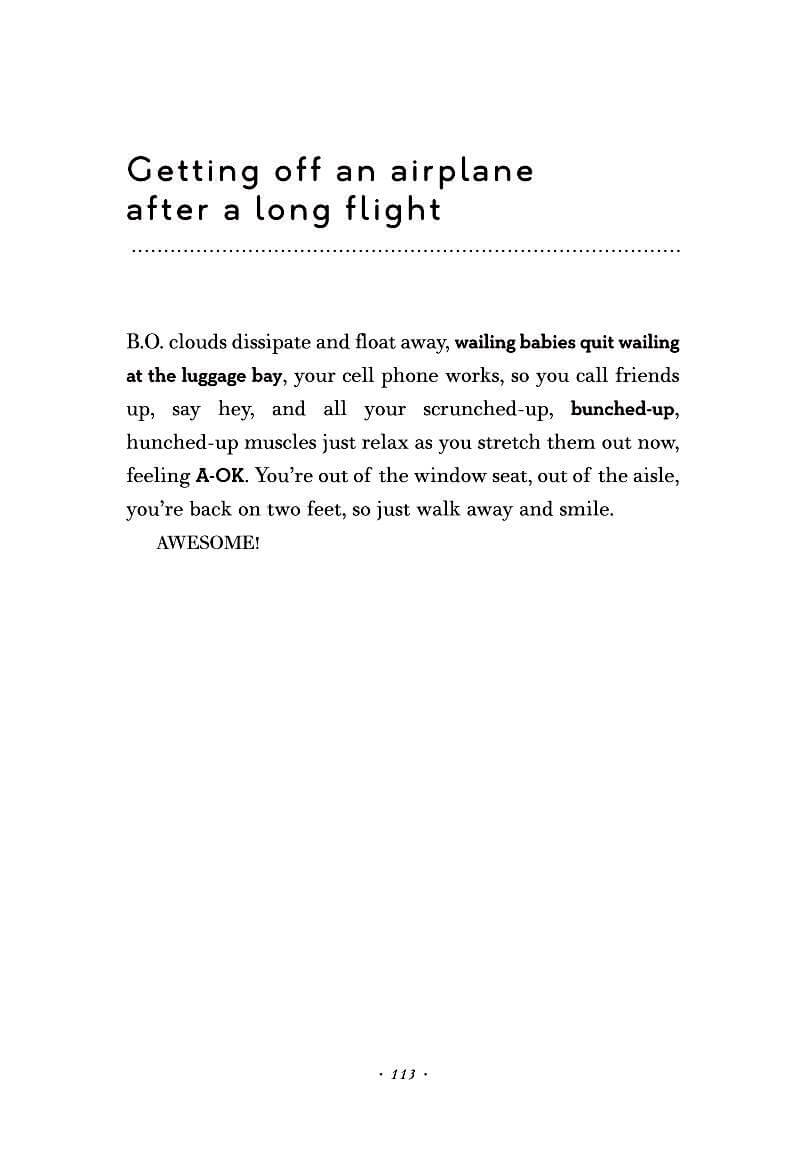 Getting off an airplane
after a long flight
B.O. clouds dissipate and float away, wailing babies quit wailing
at the luggage bay, your cell phone works, so you call friends
up, say hey, and all your scrunched-up, bunched-up,
hunched-up muscles just relax as you stretch them out now,
feeling A-OK. You’re out of the window seat, out of the aisle,
you’re back on two feet, so just walk away and smile.
AWESOME!
· 113 ·